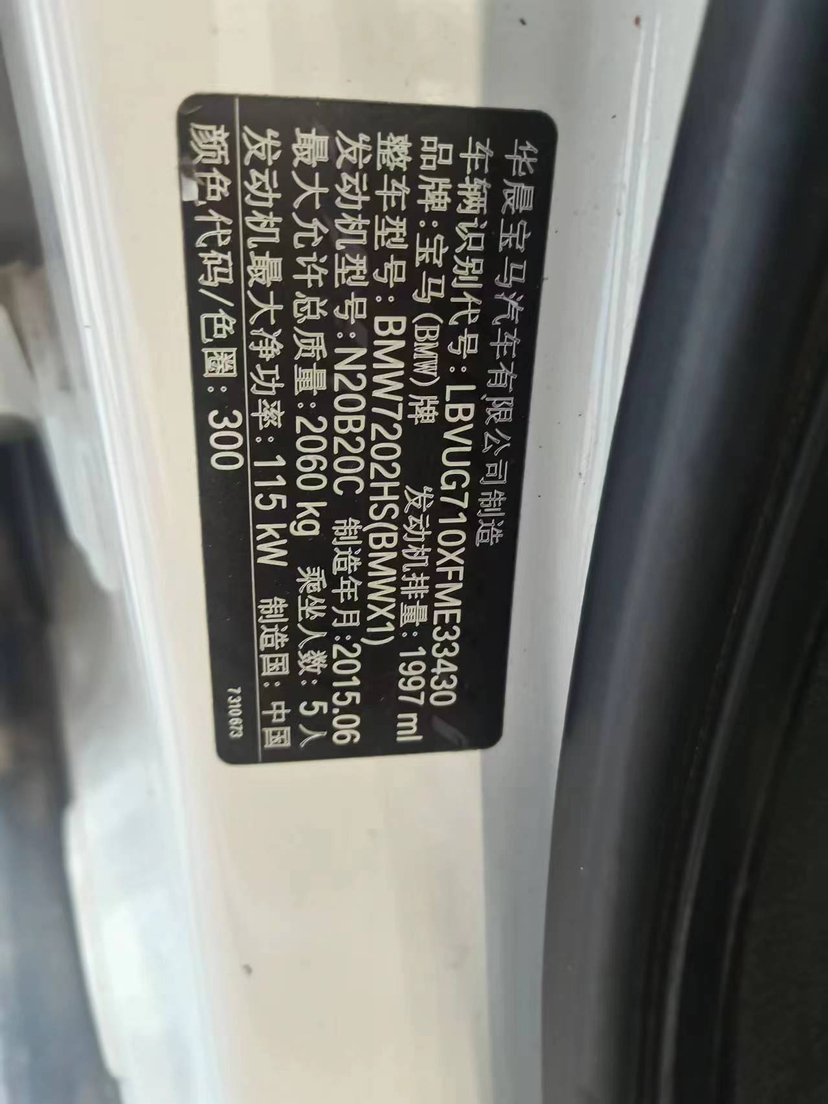 华晨宝马汽车有限公司制造
车辆识别代号：LBVUG710XFME33430
品牌：宝马(BMW)牌 发动机排量：1997 ml
整车型号：BMW7202HS(BMWX1)
发动机型号：N20B20C 制造年月：2015.06
最大允许总质量：2060 kg 乘坐人数：5人
发动机最大净功率：115 kW 制造国：中国
颜色代码/色圈：300
7310673